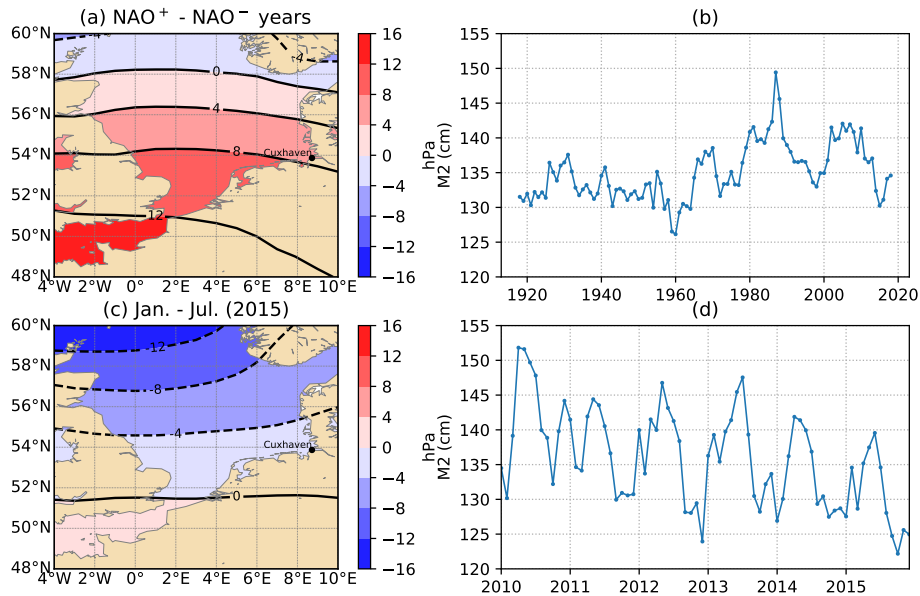 (a) NAO⁺ - NAO⁻ years
60°N
58°N
56°N
54°N
52°N
50°N
48°N
4°W 2°W 0° 2°E 4°E 6°E 8°E 10°E
-4
-4
0
4
8
12
Cuxhaven
16
12
8
4
0
−4
−8
−12
−16
hPa
(b)
M2 (cm)
155
150
145
140
135
130
125
120
1920 1940 1960 1980 2000 2020
(c) Jan. - Jul. (2015)
60°N
58°N
56°N
54°N
52°N
50°N
48°N
4°W 2°W 0° 2°E 4°E 6°E 8°E 10°E
-12
-8
-4
0
Cuxhaven
16
12
8
4
0
−4
−8
−12
−16
hPa
(d)
M2 (cm)
155
150
145
140
135
130
125
120
2010 2011 2012 2013 2014 2015